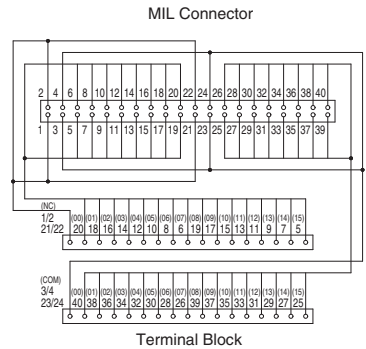 MIL Connector
2 4 6 8 10 12 14 16 18 20 22 24 26 28 30 32 34 36 38 40
1 3 5 7 9 11 13 15 17 19 21 23 25 27 29 31 33 35 37 39
(NC)
1/2 (00) (01) (02) (03) (04) (05) (06) (07) (08) (09) (10) (11) (12) (13) (14) (15)
21/22 20 18 16 14 12 10 8 6 19 17 15 13 11 9 7 5
(COM)
3/4 (00) (01) (02) (03) (04) (05) (06) (07) (08) (09) (10) (11) (12) (13) (14) (15)
23/24 40 38 36 34 32 30 28 26 39 37 35 33 31 29 27 25
Terminal Block